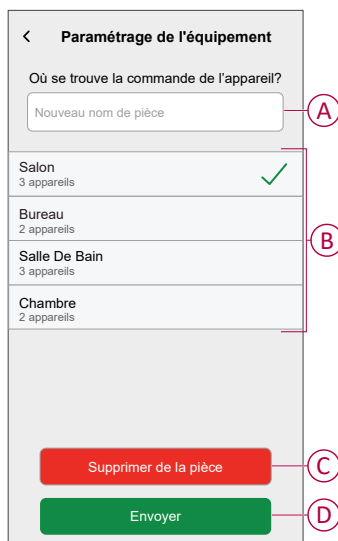 Paramétrage de l'équipement
Où se trouve la commande de l'appareil?
Nouveau nom de pièce
A
Salon
3 appareils
Bureau
2 appareils
B
Salle De Bain
3 appareils
Chambre
2 appareils
Supprimer de la pièce
C
Envoyer
D